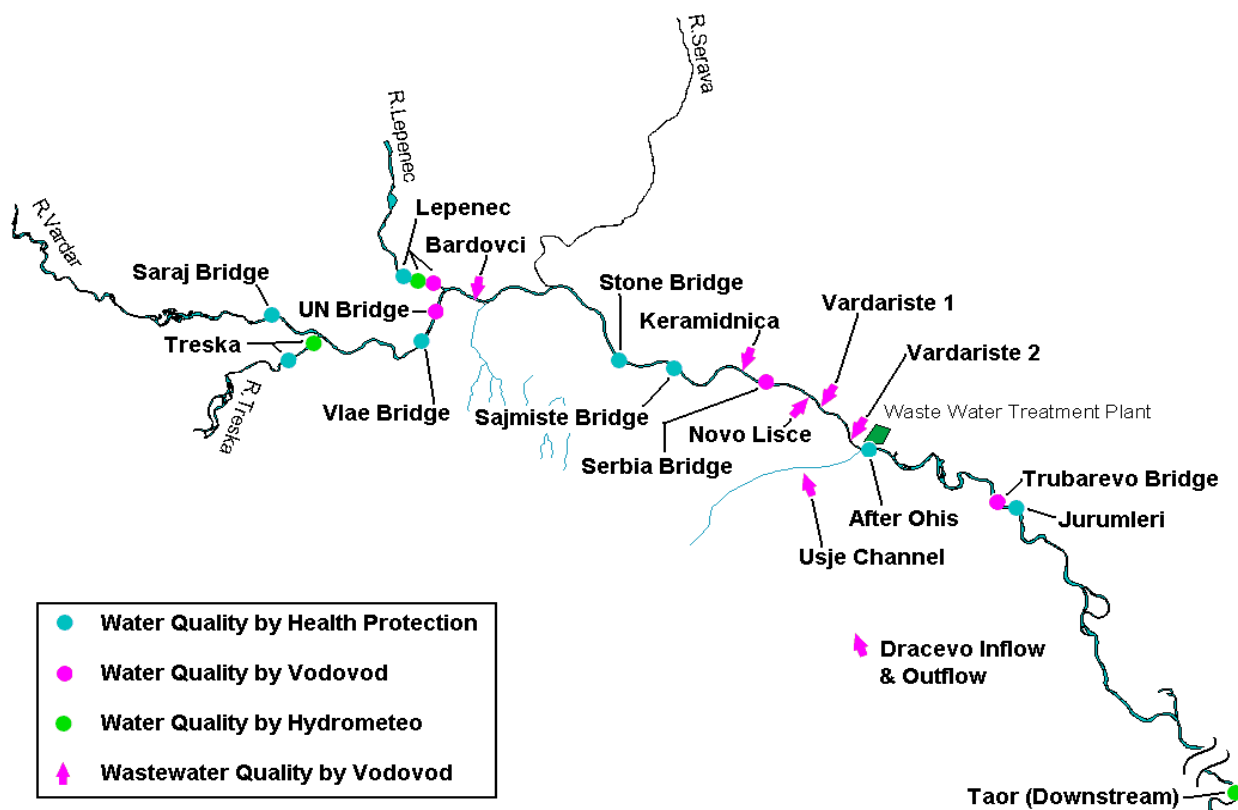 R.Serava
R.Lepenec
R.Vardar
Lepenec
Bardovci
Saraj Bridge
UN Bridge
Treska
R.Treska
Vlae Bridge
Stone Bridge
Keramidnica
Vardariste 1
Vardariste 2
Sajmiste Bridge
Novo Lisce
Serbia Bridge
Waste Water Treatment Plant
Trubarevo Bridge
After Ohis
Jurumleri
Usje Channel
Dracevo Inflow
& Outflow
Taor (Downstream)
Water Quality by Health Protection
Water Quality by Vodovod
Water Quality by Hydrometeo
Wastewater Quality by Vodovod